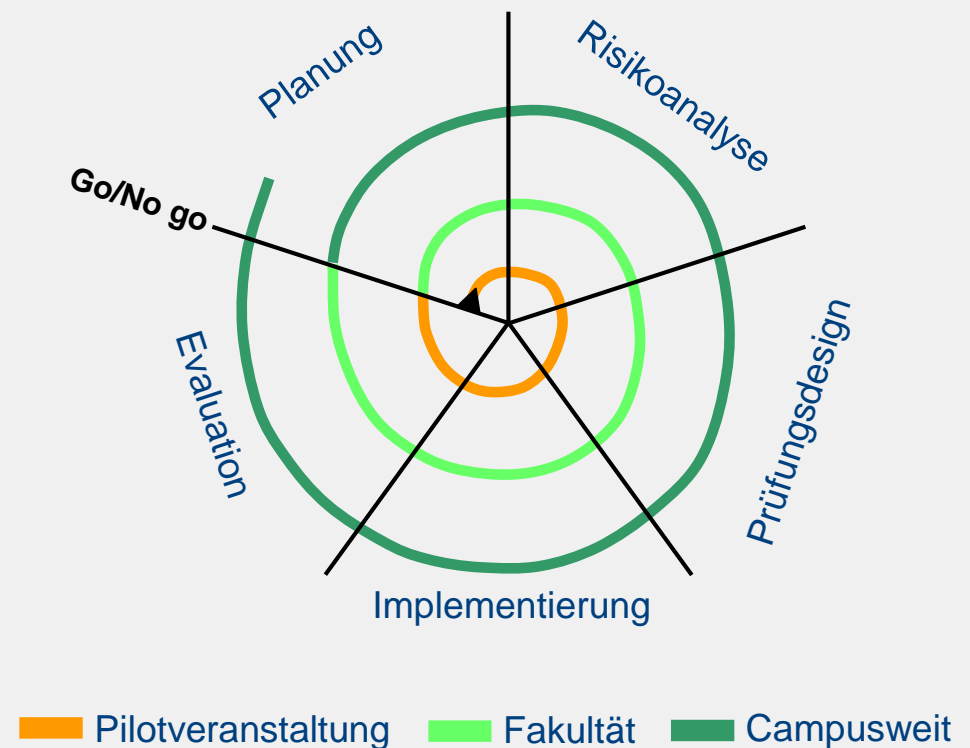 Planung
Risikoanalyse
Go/No go
Evaluation
Prüfungsdesign
Implementierung
Pilotveranstaltung Fakultät Campusweit